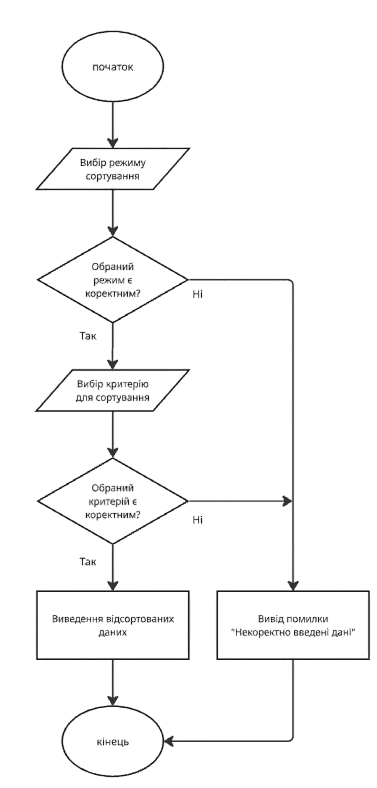 початок
Вибір режиму
сортування
Обраний
режим є
коректним?
Ні
Так
Вибір критерію
для сортування
Обраний
критерій є
коректним?
Ні
Так
Виведення відсортованих
даних
Вивід помилки
"Некоректно введені дані"
кінець